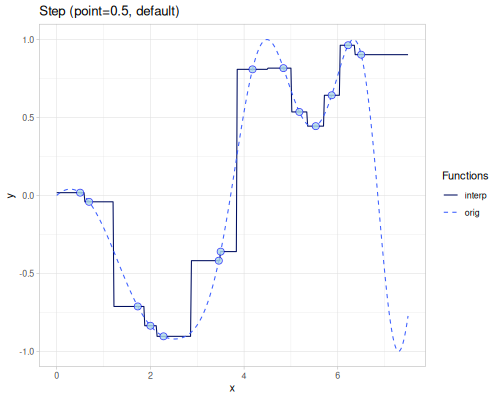 Step (point=0.5, default)
1.0
0.5
0.0
-0.5
-1.0
y
0
2
4
6
x
Functions
interp
orig